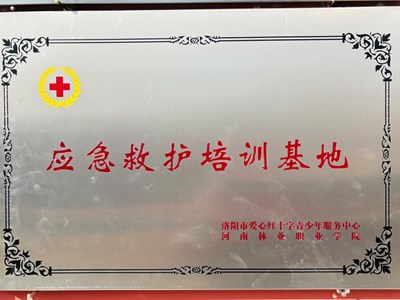 应急救护培训基地
洛阳市爱心红十字青少年服务中心
河南林业职业学院